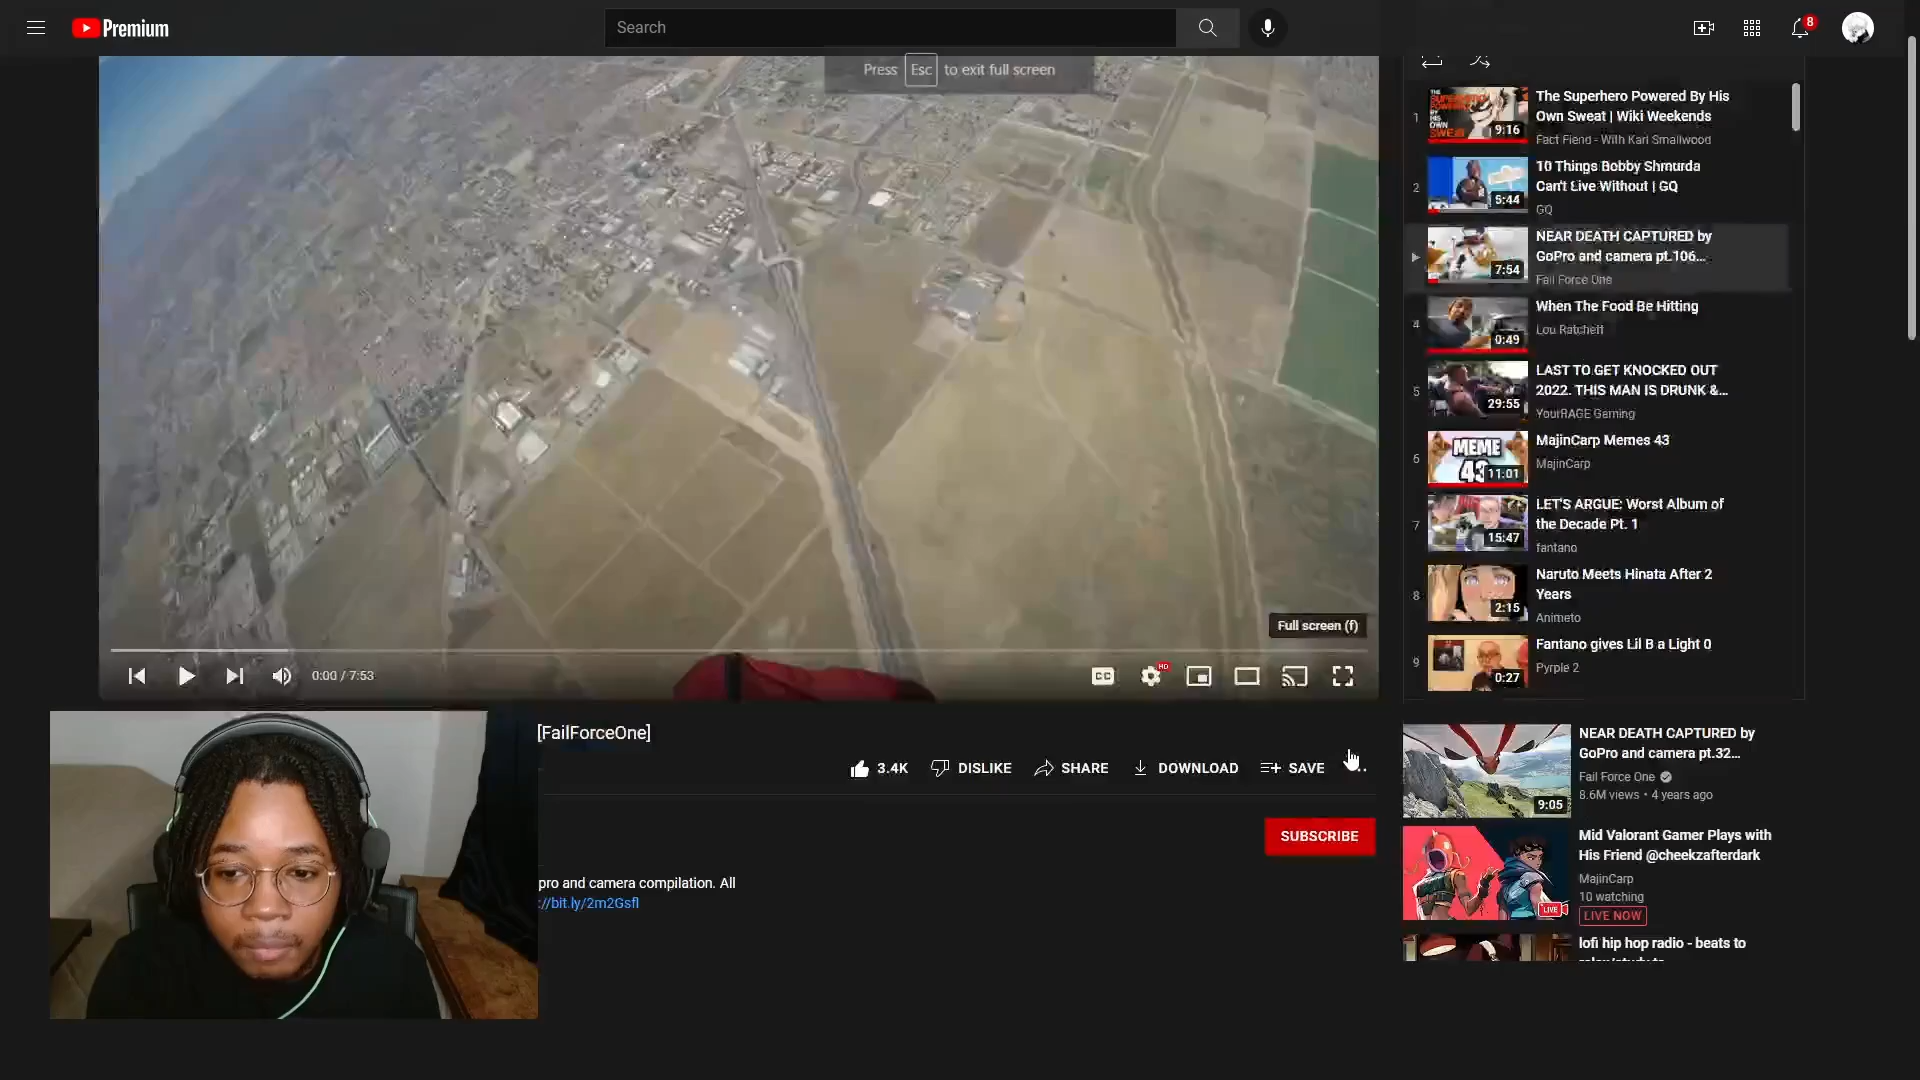 Premium
Search
8
Press Esc to exit full screen
Full screen (f)
0:00 / 7:53
CC
HD
[FailForceOne]
3.4K
DISLIKE
SHARE
DOWNLOAD
SAVE
SUBSCRIBE
pro and camera compilation. All
://bit.ly/2m2Gsfl
1
9:16
The Superhero Powered By His
Own Sweat | Wiki Weekends
Fact Fiend - With Karl Smallwood
2
5:44
10 Things Bobby Shmurda
Can't Live Without | GQ
GQ
7:54
NEAR DEATH CAPTURED by
GoPro and camera pt.106...
Fail Force One
4
0:49
When The Food Be Hitting
Lou Ratchett
5
29:55
LAST TO GET KNOCKED OUT
2022. THIS MAN IS DRUNK &...
YourRAGE Gaming
6
MEME
43
11:01
MajinCarp Memes 43
MajinCarp
7
15:47
LET'S ARGUE: Worst Album of
the Decade Pt. 1
fantano
8
2:15
Naruto Meets Hinata After 2
Years
Animeto
9
0:27
Fantano gives Lil B a Light 0
Pyrple 2
9:05
NEAR DEATH CAPTURED by
GoPro and camera pt.32...
Fail Force One
8.6M views • 4 years ago
LIVE
Mid Valorant Gamer Plays with
His Friend @cheekzafterdark
MajinCarp
10 watching
LIVE NOW
lofi hip hop radio - beats to